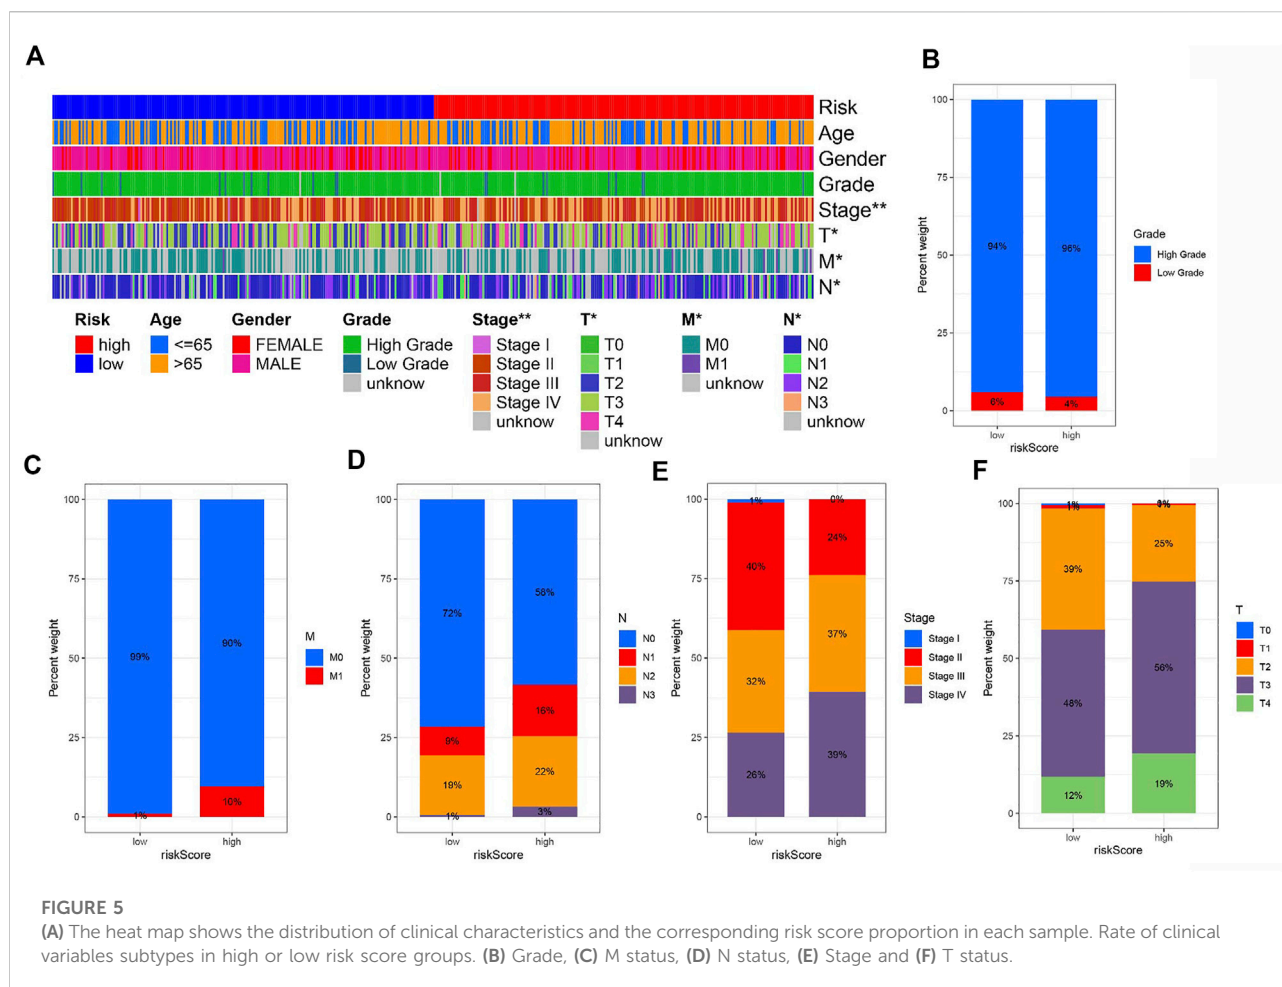 A
Risk
Age
Gender
Grade
Stage**
T*
M*
N*
Risk
high
low
Age
<=65
>65
Gender
FEMALE
MALE
Grade
High Grade
Low Grade
unknow
Stage**
Stage I
Stage II
Stage III
Stage IV
unknow
T*
T0
T1
T2
T3
T4
unknow
M*
M0
M1
unknow
N*
N0
N1
N2
N3
unknow
B
Percent weight
100
75
50
25
0
94%
6%
96%
4%
low
high
riskScore
Grade
High Grade
Low Grade
C
Percent weight
100
75
50
25
0
99%
1%
90%
10%
low
high
riskScore
M
M0
M1
D
Percent weight
100
75
50
25
0
72%
9%
19%
1%
58%
16%
22%
3%
low
high
riskScore
N
N0
N1
N2
N3
E
Percent weight
100
75
50
25
0
1%
40%
32%
26%
0%
24%
37%
39%
low
high
riskScore
Stage
Stage I
Stage II
Stage III
Stage IV
F
Percent weight
100
75
50
25
0
1%
1%
39%
48%
12%
25%
56%
19%
low
high
riskScore
T
T0
T1
T2
T3
T4
FIGURE 5
(A) The heat map shows the distribution of clinical characteristics and the corresponding risk score proportion in each sample. Rate of clinical
variables subtypes in high or low risk score groups. (B) Grade, (C) M status, (D) N status, (E) Stage and (F) T status.